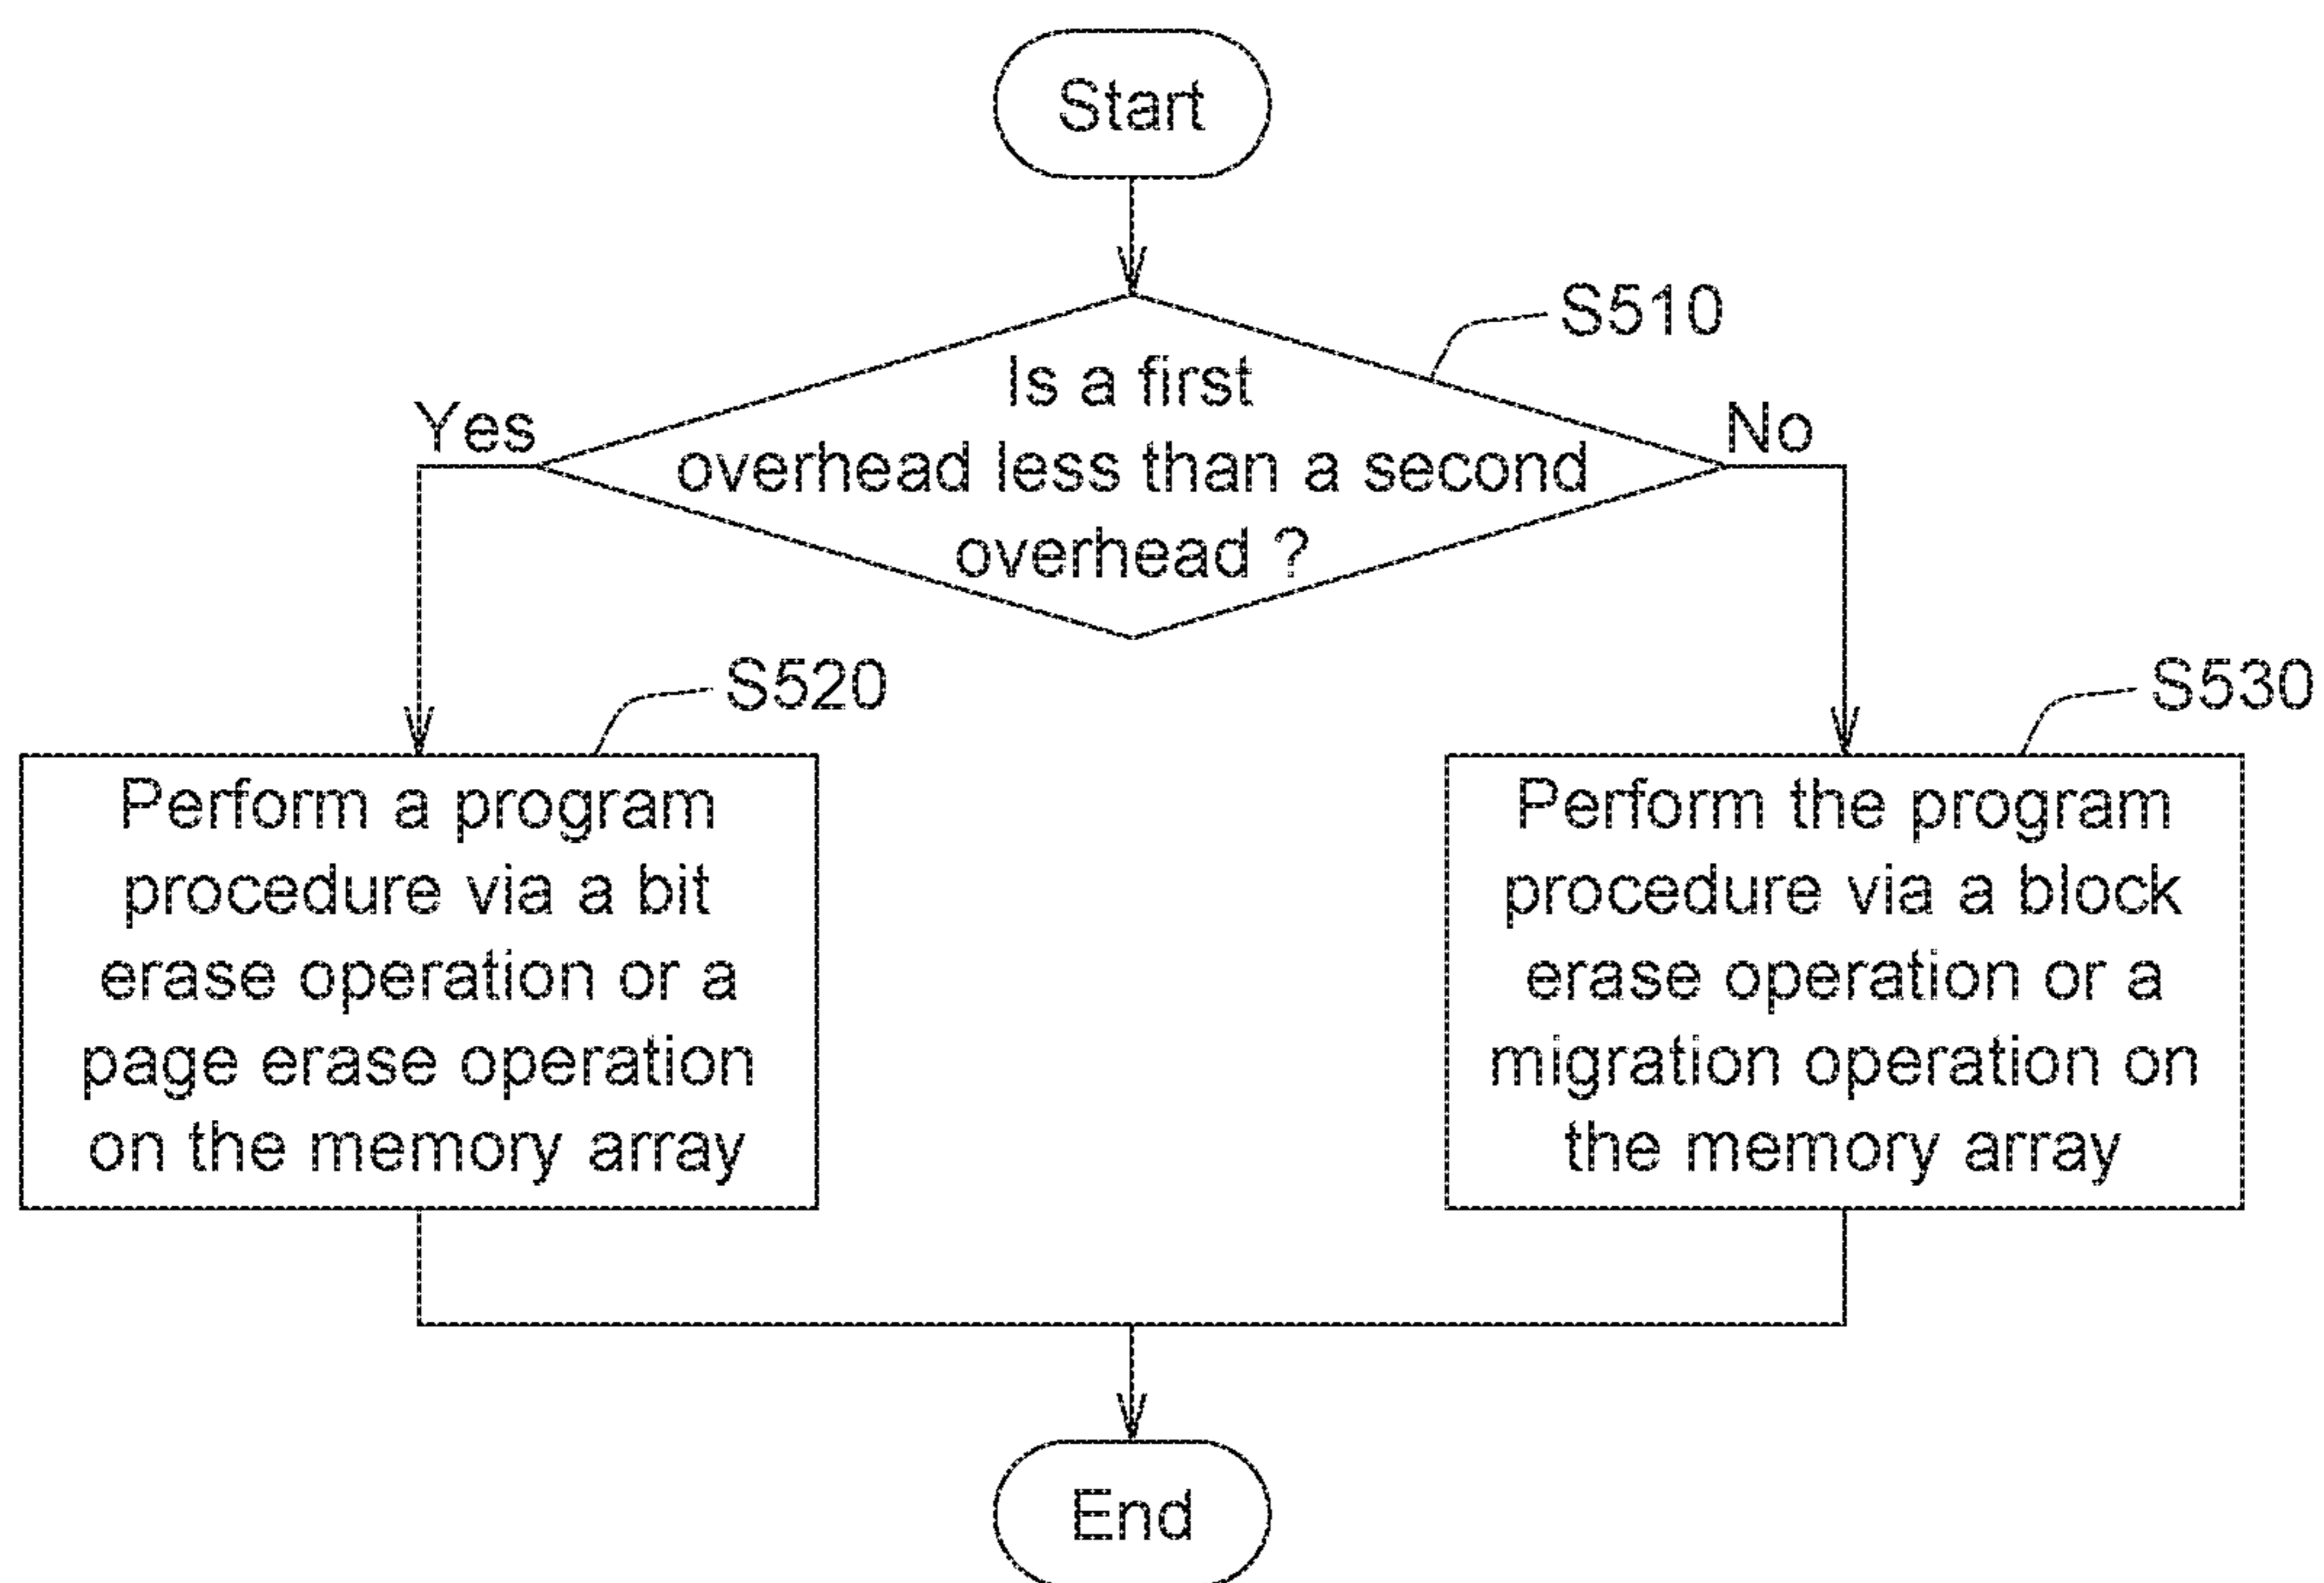 Start
S510
Is a first
overhead less than a second
overhead ?
Yes
No
S520
Perform a program
procedure via a bit
erase operation or a
page erase operation
on the memory array
S530
Perform the program
procedure via a block
erase operation or a
migration operation on
the memory array
End